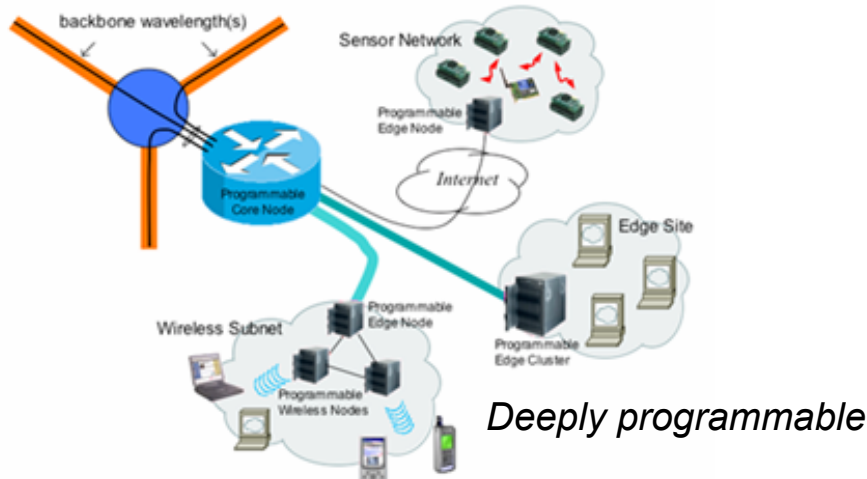 backbone wavelength(s)
Sensor Network
Programmable
Edge Node
Internet
Programmable
Core Node
Edge Site
Programmable
Edge Cluster
Wireless Subnet
Programmable
Edge Node
Programmable
Wireless Nodes
Deeply programmable